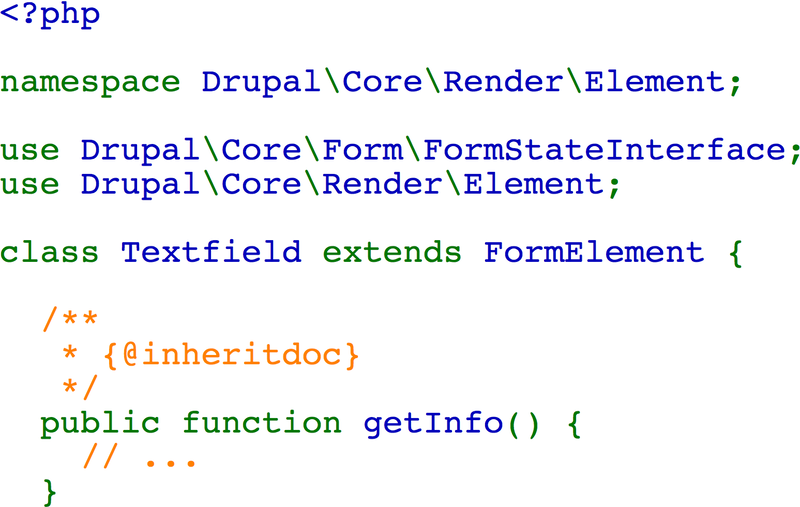 <?php
namespace Drupal\Core\Render\Element;
use Drupal\Core\Form\FormStateInterface;
use Drupal\Core\Render\Element;
class Textfield extends FormElement {
/**
* {@inheritdoc}
*/
public function getInfo() {
// ...
}